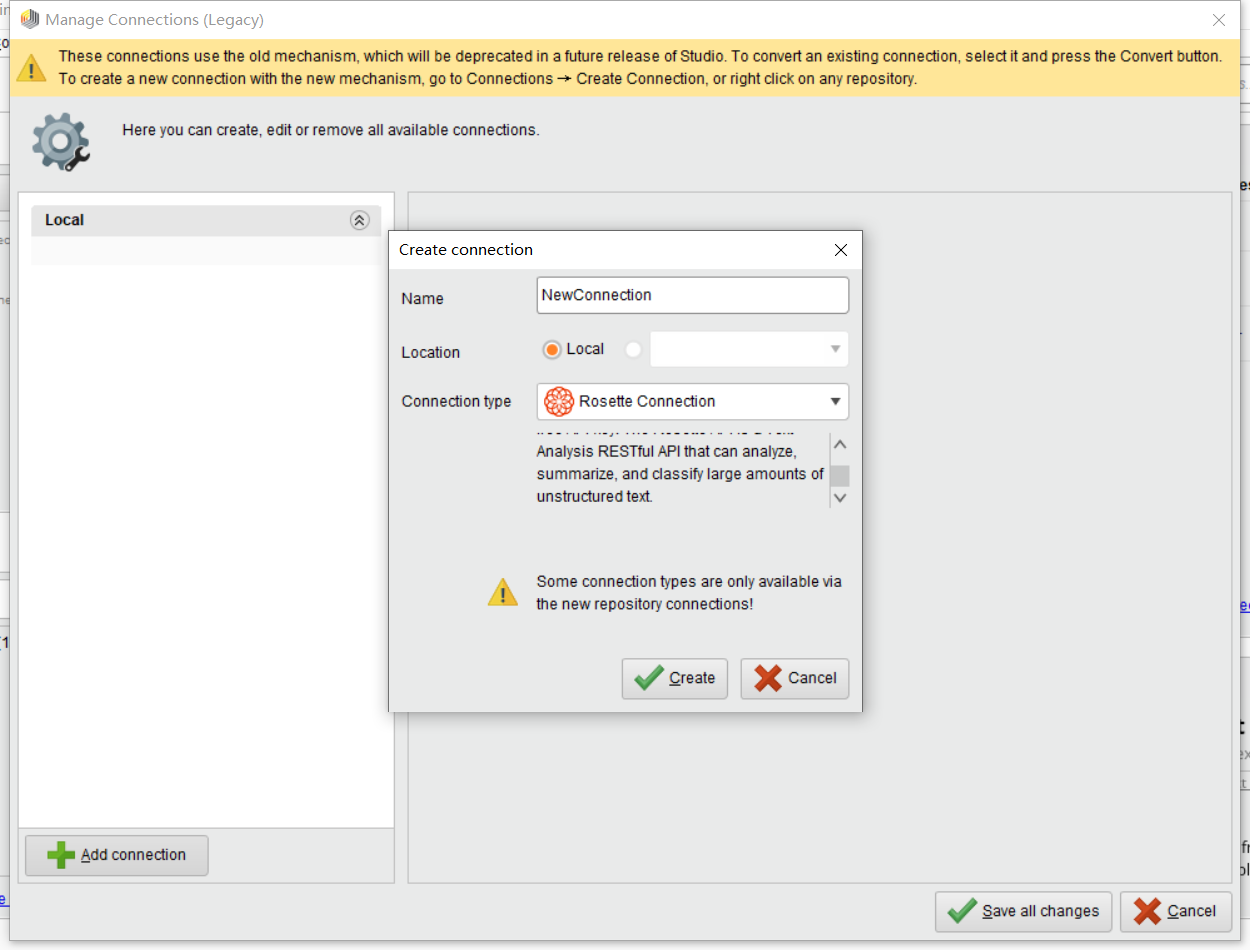 Manage Connections (Legacy)
These connections use the old mechanism, which will be deprecated in a future release of Studio. To convert an existing connection, select it and press the Convert button.
To create a new connection with the new mechanism, go to Connections → Create Connection, or right click on any repository.
Here you can create, edit or remove all available connections.
Local
Create connection
Name
NewConnection
Location
Local
Connection type
Rosette Connection
Analysis RESTful API that can analyze,
summarize, and classify large amounts of
unstructured text.
Some connection types are only available via
the new repository connections!
Create
Cancel
Add connection
Save all changes
Cancel